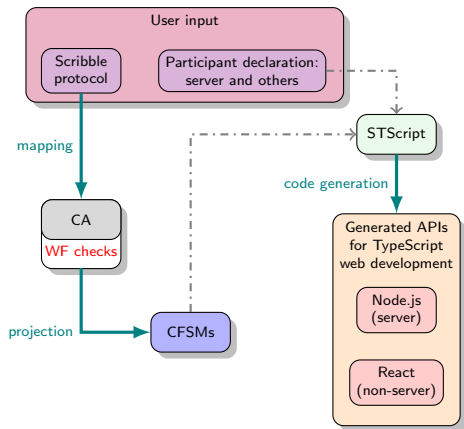 User input
Scribble
protocol
Participant declaration:
server and others
mapping
STScript
code generation
CA
WF checks
Generated APIs
for TypeScript
web development
Node.js
(server)
projection
CFSMs
React
(non-server)